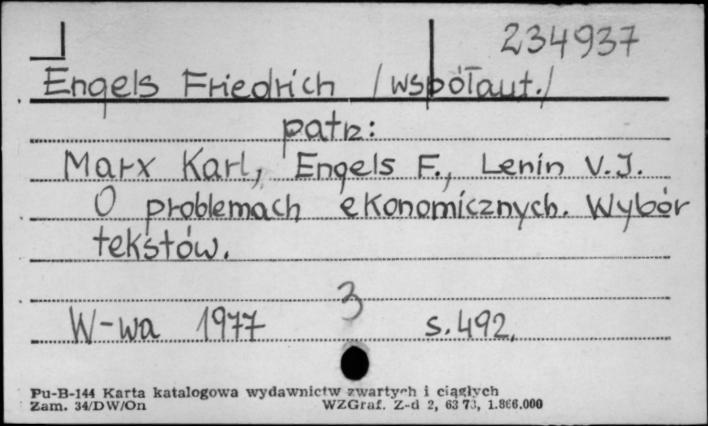 234937
Engels Friedrich /współaut./
patrz:
Marx Karl, Engels F., Lenin V.J.
O problemach ekonomicznych. Wybór
tekstów.
3
W-wa 1977 s. 492.
Pu-B-144 Karta katalogowa wydawnictw zwartych i ciągłych
Zam. 34/DW/On WZGraf. Z-d 2, 63 73, 1.866.000